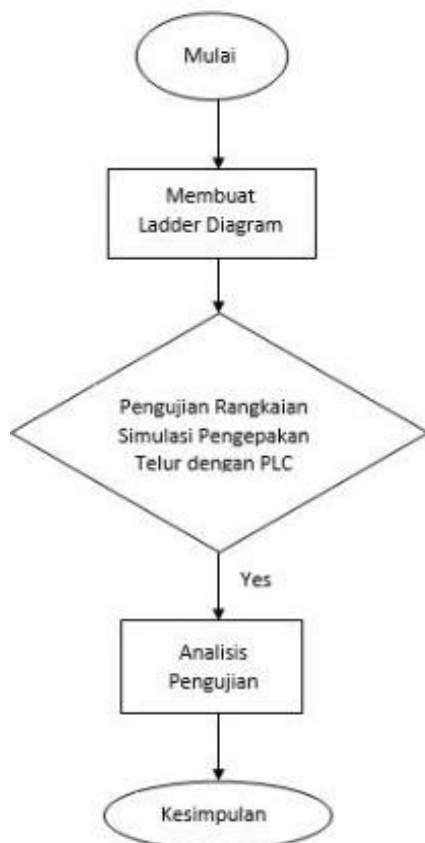 Mulai
Membuat
Ladder Diagram
Pengujian Rangkaian
Simulasi Pengepakan
Telur dengan PLC
Yes
Analisis
Pengujian
Kesimpulan